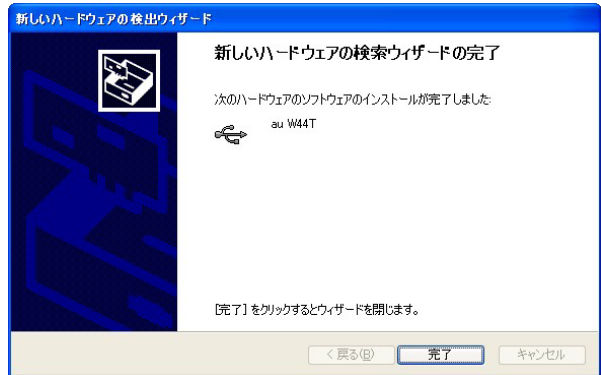 新しいハードウェアの検出ウィザード
新しいハードウェアの検索ウィザードの完了
次のハードウェアのソフトウェアのインストールが完了しました:
au W44T
[完了] をクリックするとウィザードを閉じます。
< 戻る(B)
完了
キャンセル